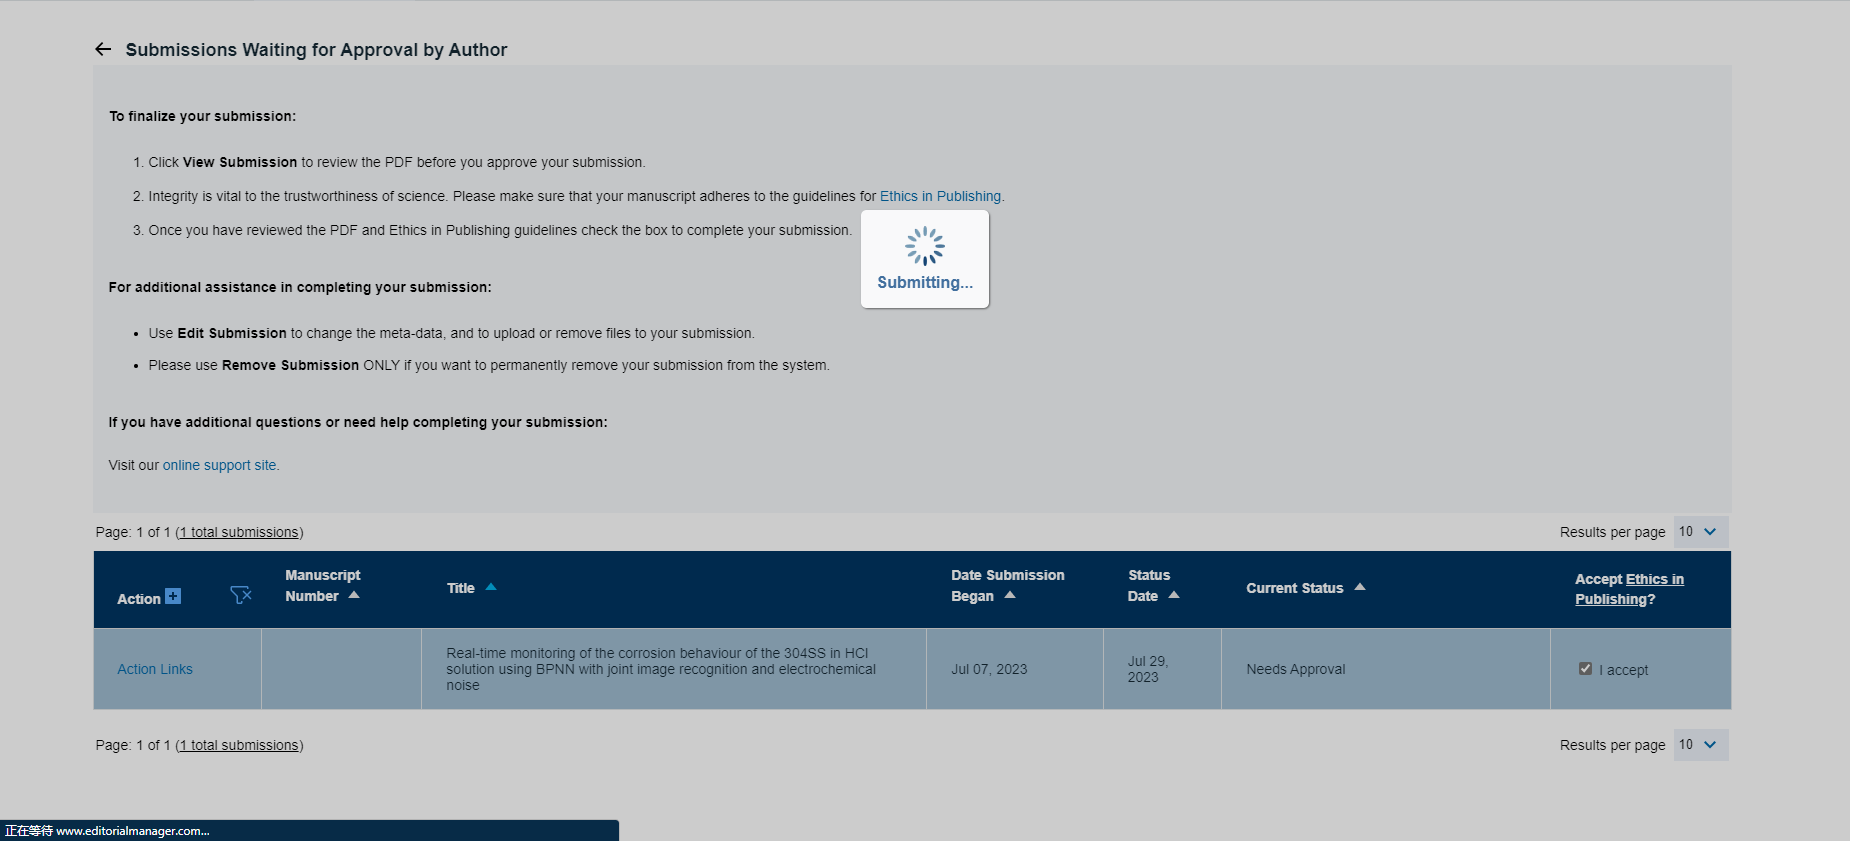 Submissions Waiting for Approval by Author
To finalize your submission:
1. Click View Submission to review the PDF before you approve your submission.
2. Integrity is vital to the trustworthiness of science. Please make sure that your manuscript adheres to the guidelines for Ethics in Publishing.
3. Once you have reviewed the PDF and Ethics in Publishing guidelines check the box to complete your submission.
Submitting...
For additional assistance in completing your submission:
• Use Edit Submission to change the meta-data, and to upload or remove files to your submission.
• Please use Remove Submission ONLY if you want to permanently remove your submission from the system.
If you have additional questions or need help completing your submission:
Visit our online support site.
Page: 1 of 1 (1 total submissions)
Results per page 10
Action
Manuscript
Number
Title
Date Submission
Began
Status
Date
Current Status
Accept Ethics in
Publishing?
Action Links
Real-time monitoring of the corrosion behaviour of the 304SS in HCl
solution using BPNN with joint image recognition and electrochemical
noise
Jul 07, 2023
Jul 29,
2023
Needs Approval
I accept
Page: 1 of 1 (1 total submissions)
Results per page 10
正在等待 www.editorialmanager.com...